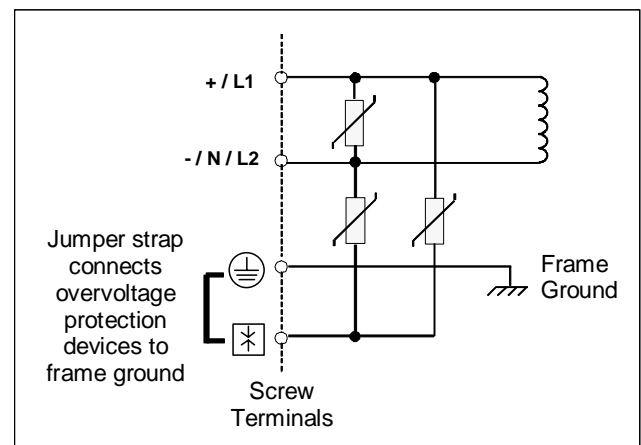 + / L1
- / N / L2
Jumper strap
connects
overvoltage
protection
devices to
frame ground
Frame
Ground
Screw
Terminals